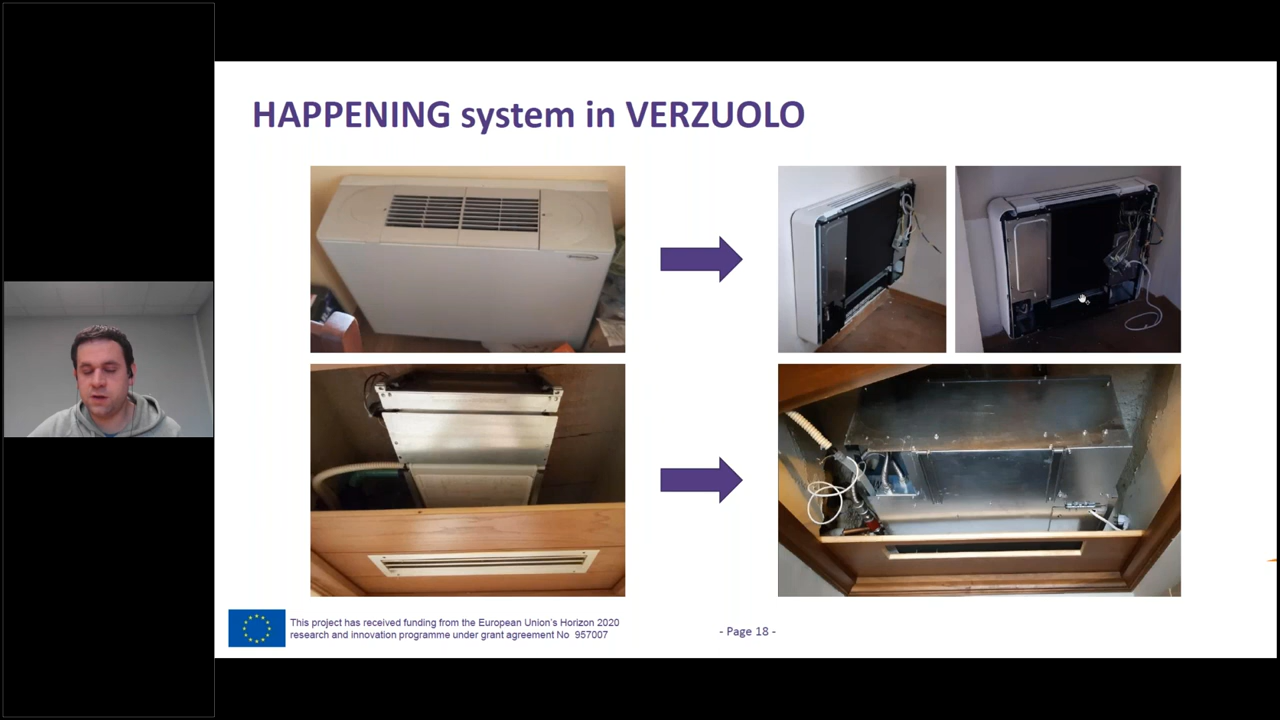 HAPPENING system in VERZUOLO
This project has received funding from the European Union's Horizon 2020
research and innovation programme under grant agreement No 957007
- Page 18 -